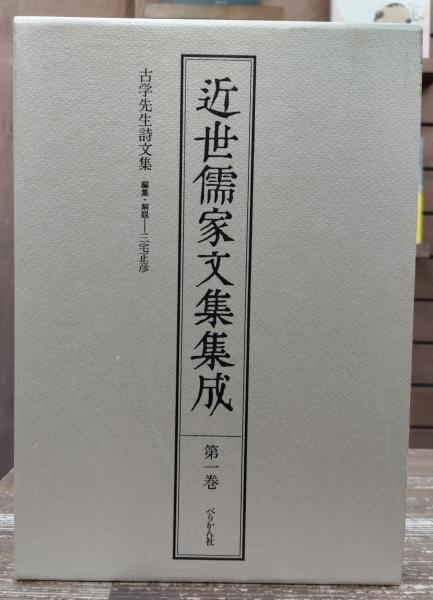 近世儒家文集集成
第一巻
ぺりかん社
古学先生詩文集
編集・解説──三宅正彦